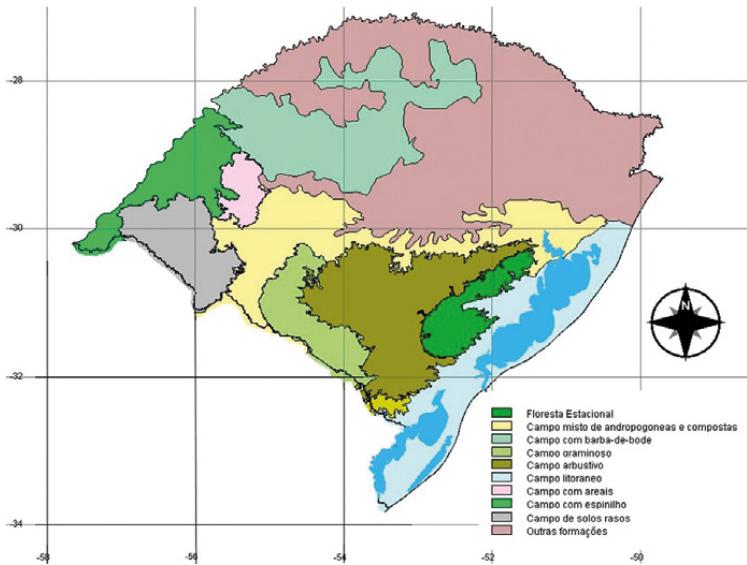 -28
-30
-32
-34
N
Floresta Estacional
Campo misto de andropogoneas e compostas
Campo com barba-de-bode
Campo graminoso
Campo arbustivo
Campo litoraneo
Campo com areais
Campo com espinilho
Campo de solos rasos
Outras formações
-58
-56
-54
-52
-50